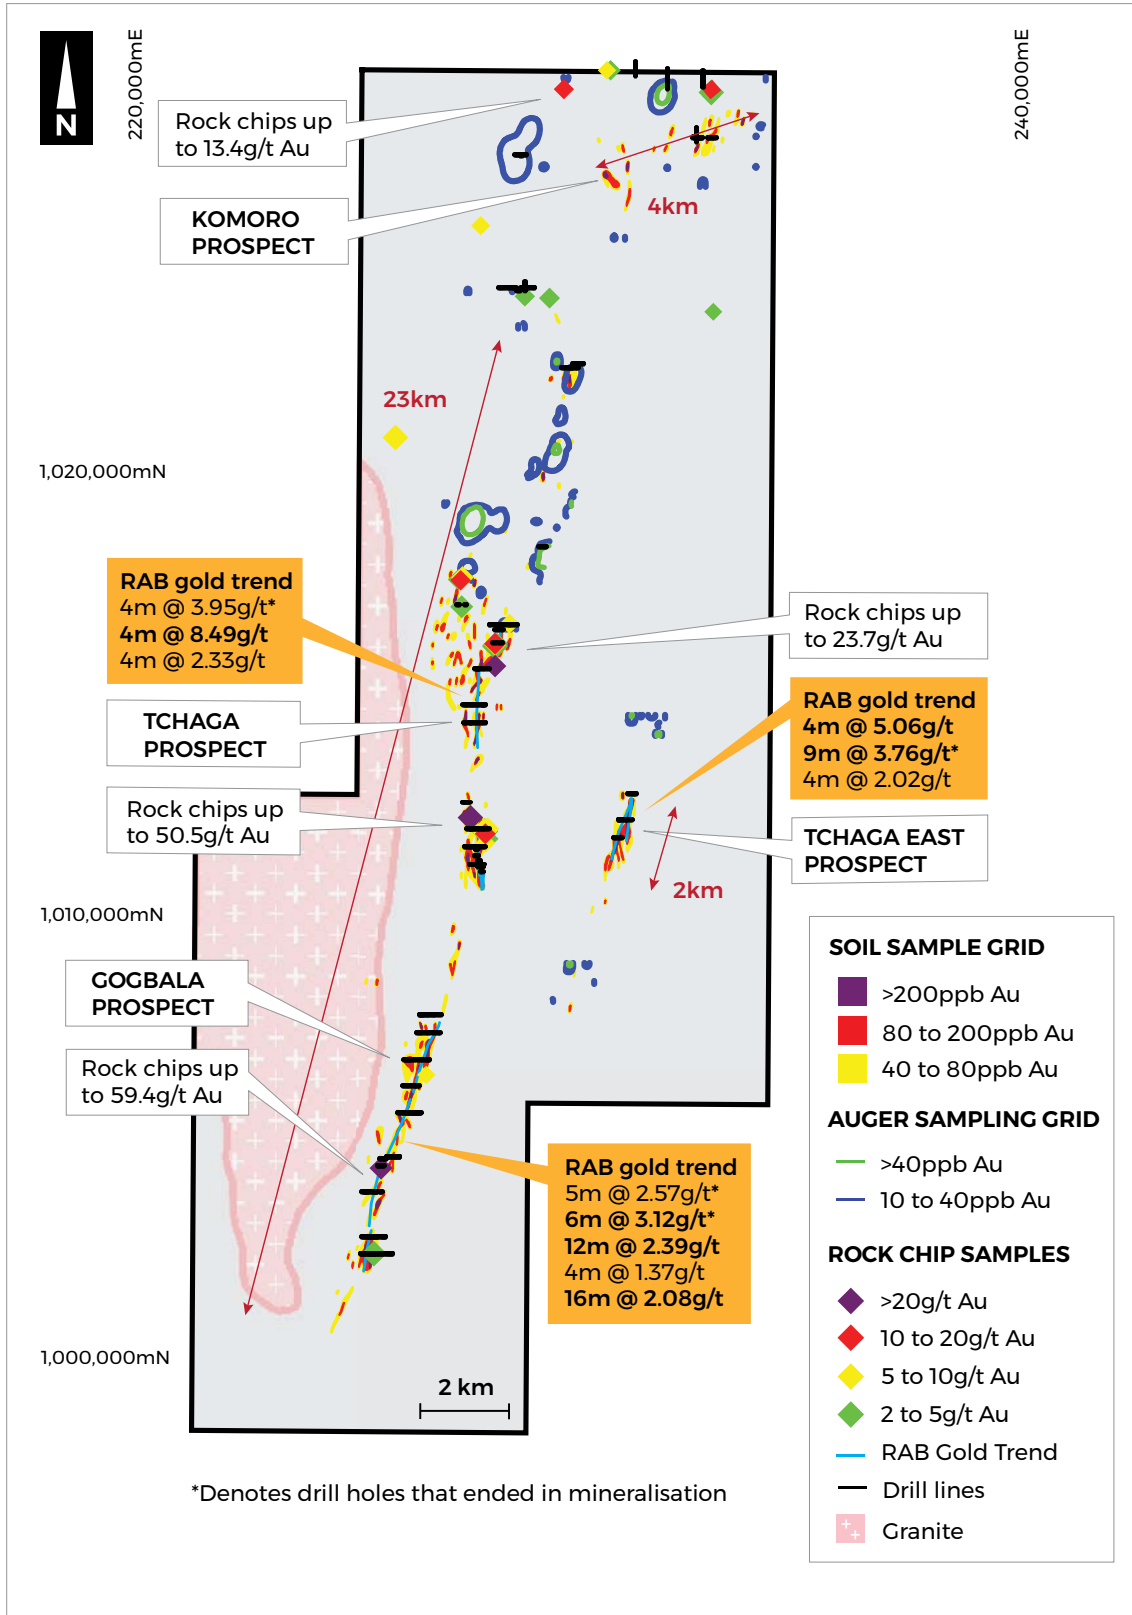 N
220,000mE
240,000mE
Rock chips up
to 13.4g/t Au
KOMORO
PROSPECT
4km
23km
1,020,000mN
RAB gold trend
4m @ 3.95g/t*
4m @ 8.49g/t
4m @ 2.33g/t
Rock chips up
to 23.7g/t Au
TCHAGA
PROSPECT
RAB gold trend
4m @ 5.06g/t
9m @ 3.76g/t*
4m @ 2.02g/t
Rock chips up
to 50.5g/t Au
TCHAGA EAST
PROSPECT
2km
1,010,000mN
GOGBALA
PROSPECT
Rock chips up
to 59.4g/t Au
RAB gold trend
5m @ 2.57g/t*
6m @ 3.12g/t*
12m @ 2.39g/t
4m @ 1.37g/t
16m @ 2.08g/t
1,000,000mN
2 km
*Denotes drill holes that ended in mineralisation
SOIL SAMPLE GRID
>200ppb Au
80 to 200ppb Au
40 to 80ppb Au
AUGER SAMPLING GRID
>40ppb Au
10 to 40ppb Au
ROCK CHIP SAMPLES
>20g/t Au
10 to 20g/t Au
5 to 10g/t Au
2 to 5g/t Au
RAB Gold Trend
Drill lines
Granite